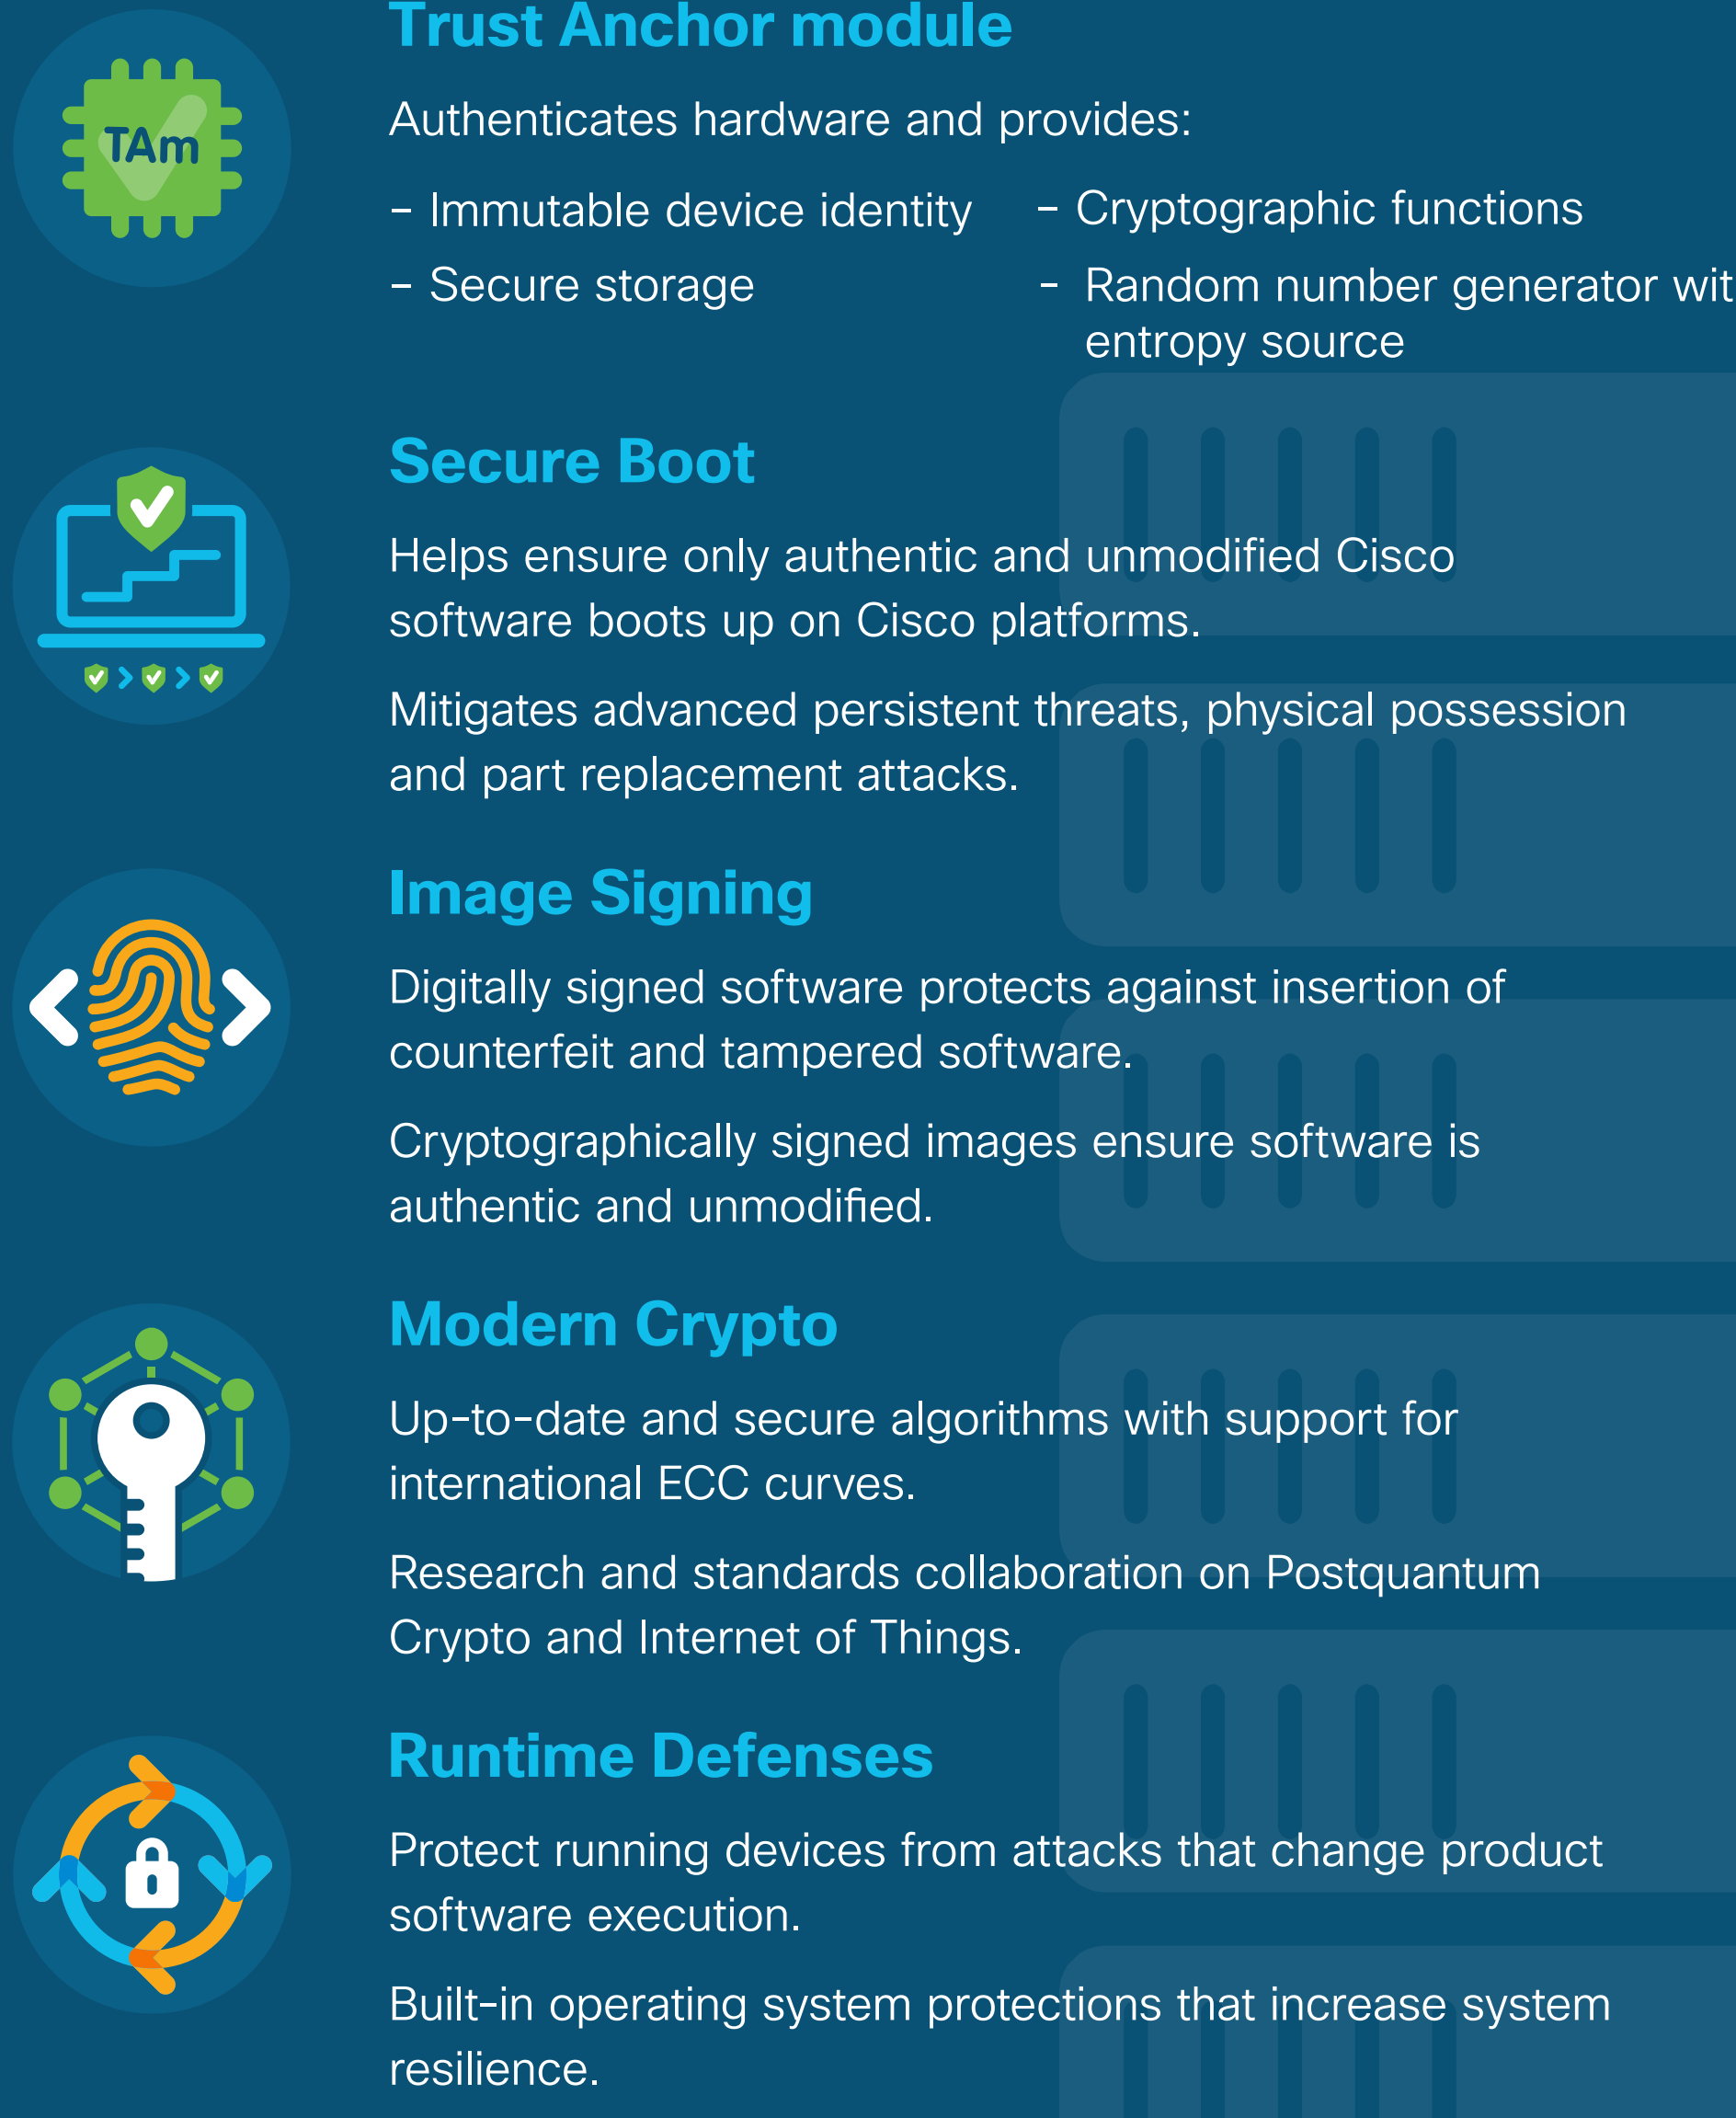 Trust Anchor module
TAm
Authenticates hardware and provides:
- Immutable device identity
- Cryptographic functions
- Secure storage
- Random number generator wit
entropy source
Secure Boot
Helps ensure only authentic and unmodified Cisco
software boots up on Cisco platforms.
Mitigates advanced persistent threats, physical possession
and part replacement attacks.
Image Signing
Digitally signed software protects against insertion of
counterfeit and tampered software.
Cryptographically signed images ensure software is
authentic and unmodified.
Modern Crypto
Up-to-date and secure algorithms with support for
international ECC curves.
Research and standards collaboration on Postquantum
Crypto and Internet of Things.
Runtime Defenses
Protect running devices from attacks that change product
software execution.
Built-in operating system protections that increase system
resilience.